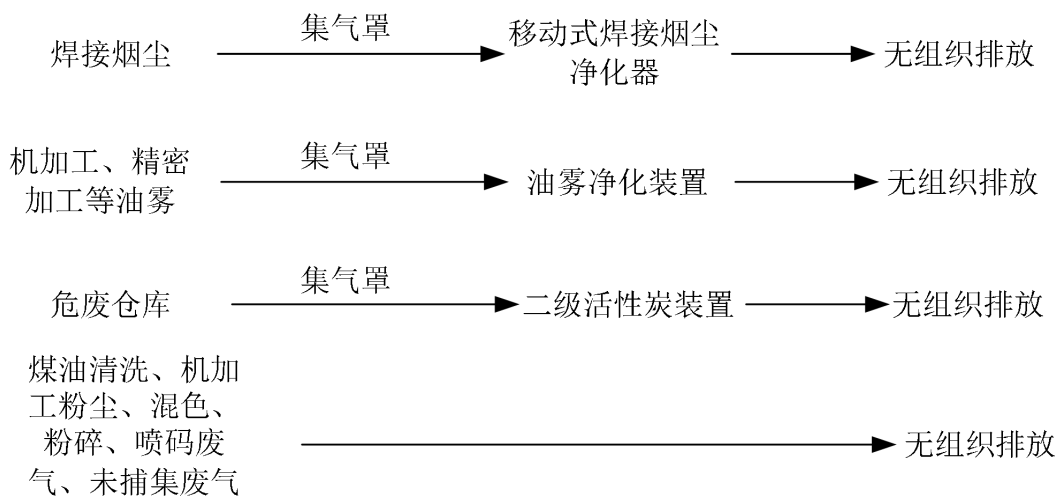 焊接烟尘
集气罩
移动式焊接烟尘
净化器
无组织排放
机加工、精密
加工等油雾
集气罩
油雾净化装置
无组织排放
危废仓库
集气罩
二级活性炭装置
无组织排放
煤油清洗、机加
工粉尘、混色、
粉碎、喷码废
气、未捕集废气
无组织排放